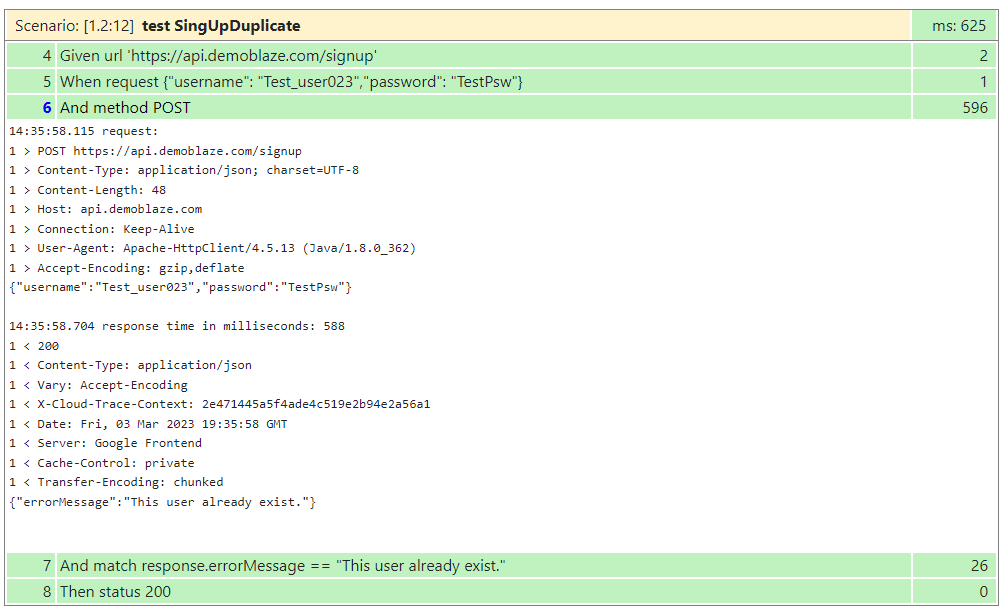 Scenario: [1.2:12] test SingUpDuplicate ms: 625
4 Given url 'https://api.demoblaze.com/signup' 2
5 When request {"username": "Test_user023","password": "TestPsw"} 1
6 And method POST 596
14:35:58.115 request:
1 > POST https://api.demoblaze.com/signup
1 > Content-Type: application/json; charset=UTF-8
1 > Content-Length: 48
1 > Host: api.demoblaze.com
1 > Connection: Keep-Alive
1 > User-Agent: Apache-HttpClient/4.5.13 (Java/1.8.0_362)
1 > Accept-Encoding: gzip,deflate
{"username":"Test_user023","password":"TestPsw"}
14:35:58.704 response time in milliseconds: 588
1 < 200
1 < Content-Type: application/json
1 < Vary: Accept-Encoding
1 < X-Cloud-Trace-Context: 2e471445a5f4ade4c519e2b94e2a56a1
1 < Date: Fri, 03 Mar 2023 19:35:58 GMT
1 < Server: Google Frontend
1 < Cache-Control: private
1 < Transfer-Encoding: chunked
{"errorMessage":"This user already exist."}
7 And match response.errorMessage == "This user already exist." 26
8 Then status 200 0